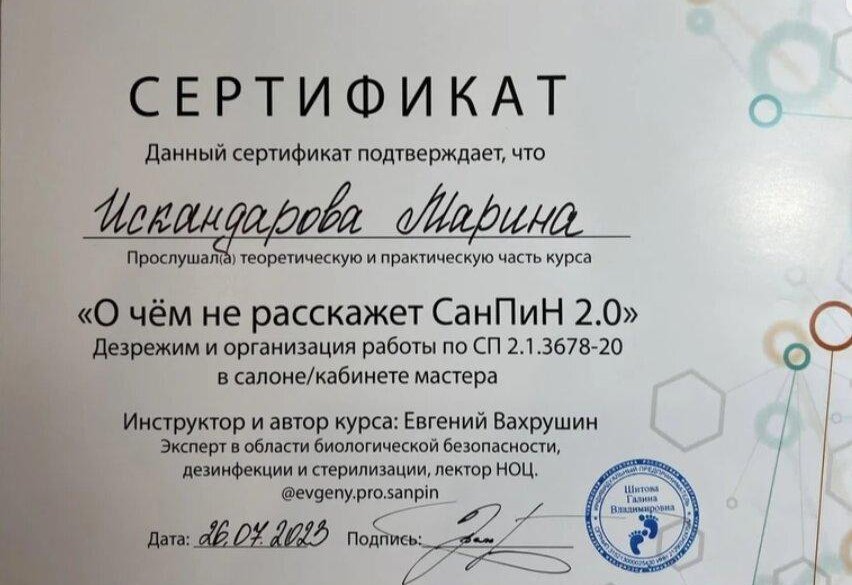 СЕРТИФИКАТ
Данный сертификат подтверждает, что
Искандарова Марина
Прослушал(а) теоретическую и практическую часть курса
«О чём не расскажет СанПиН 2.0»
Дезрежим и организация работы по СП 2.1.3678-20
в салоне/кабинете мастера
Инструктор и автор курса: Евгений Вахрушин
Эксперт в области биологической безопасности,
дезинфекции и стерилизации, лектор НОЦ.
@evgeny.pro.sanpin
Дата: 26.07.2023 Подпись:
ИНДИВИДУАЛЬНЫЙ ПРЕДПРИНИМАТЕЛЬ
Шитова
Галина
Владимировна